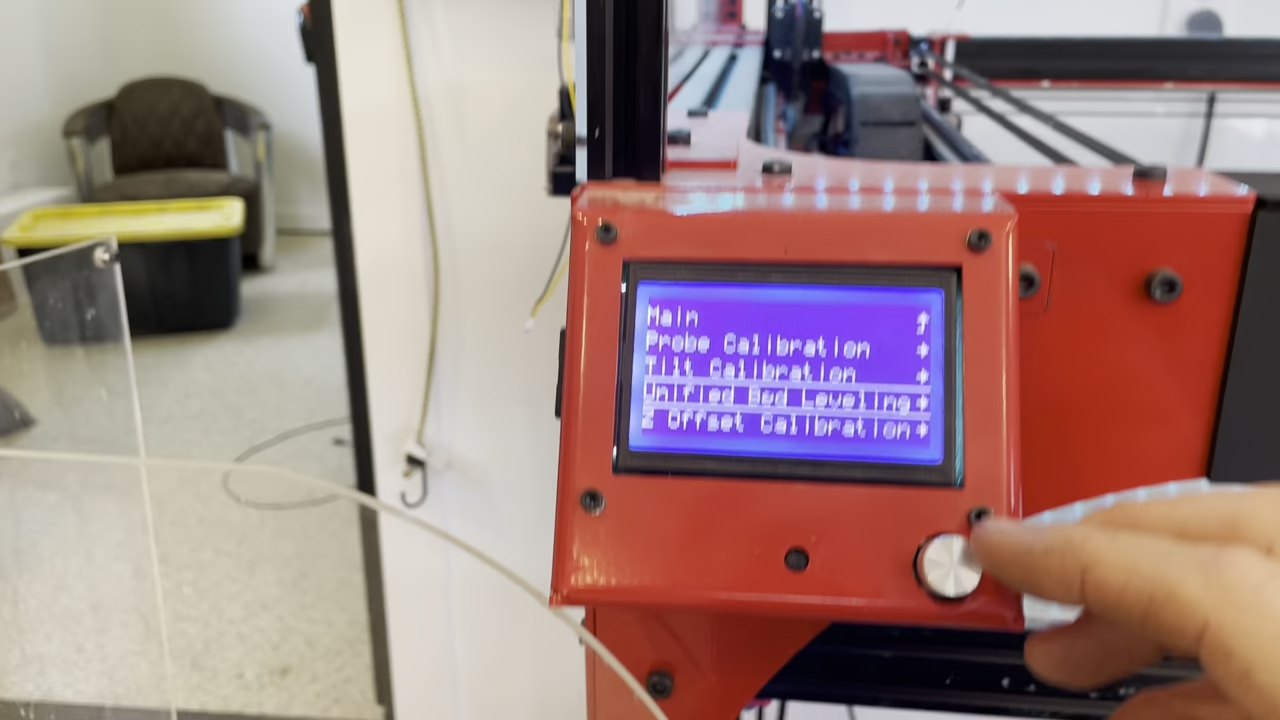 Main
Probe Calibration
Tilt Calibration
Unified Bed Leveling
Z Offset Calibration